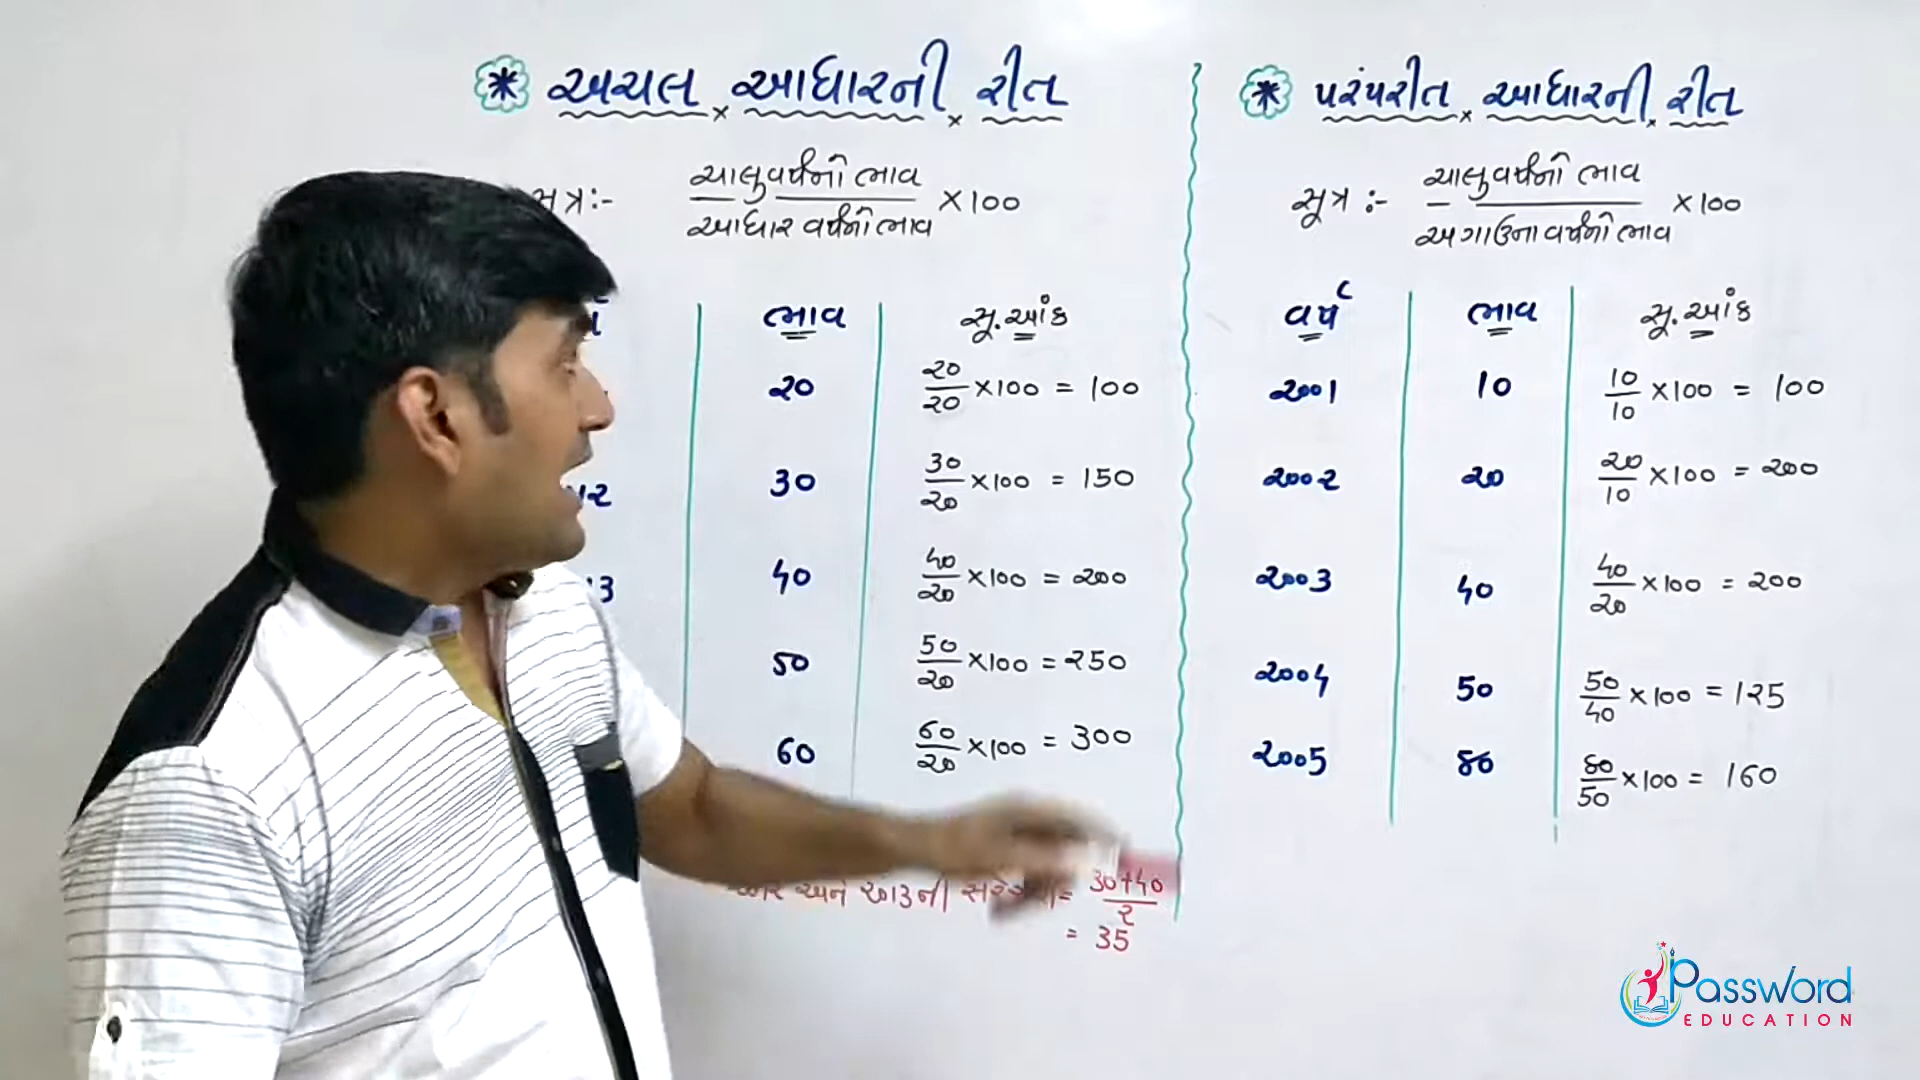 * અચલ આધારની રીત
સૂત્ર :- ચાલુ વર્ષનો ભાવ / આધાર વર્ષનો ભાવ × 100
ભાવ સૂ. આંક
20 20/20 × 100 = 100
30 30/20 × 100 = 150
40 40/20 × 100 = 200
50 50/20 × 100 = 250
60 60/20 × 100 = 300
અને ૨૦૧૩ની = 30+40 / 2
= 35
* પરંપરીત આધારની રીત
સૂત્ર :- ચાલુ વર્ષનો ભાવ / અગાઉના વર્ષનો ભાવ × 100
વર્ષ ભાવ સૂ. આંક
2001 10 10/10 × 100 = 100
2002 20 20/10 × 100 = 200
2003 40 40/20 × 100 = 200
2004 50 50/40 × 100 = 125
2005 80 80/50 × 100 = 160
Password
EDUCATION